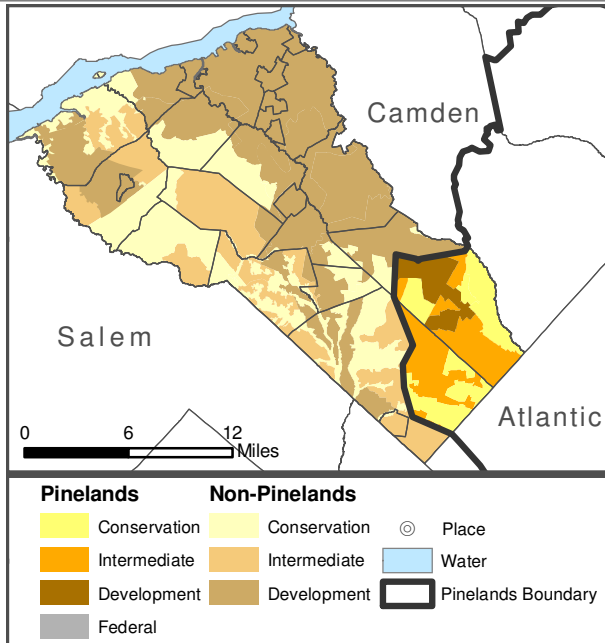 Camden
Salem
Atlantic
0 6 12
Miles
Pinelands Non-Pinelands
Conservation Conservation Place
Intermediate Intermediate Water
Development Development Pinelands Boundary
Federal